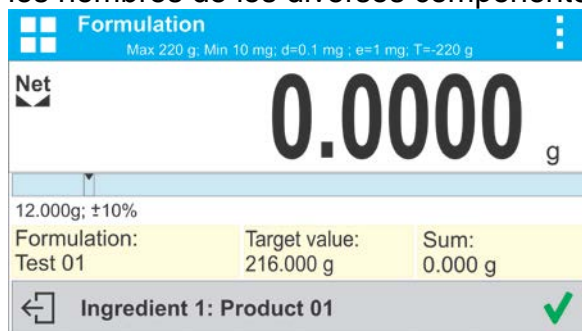 los nombres de los diversos componente
Formulation
Max 220 g; Min 10 mg; d=0.1 mg ; e=1 mg; T=-220 g
Net
0.0000 g
12.000g; ±10%
Formulation: Target value: Sum:
Test 01 216.000 g 0.000 g
Ingredient 1: Product 01